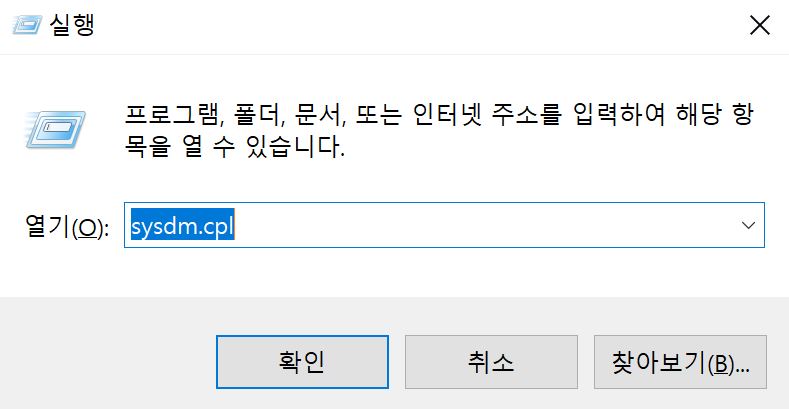 실행
프로그램, 폴더, 문서, 또는 인터넷 주소를 입력하여 해당 항
목을 열 수 있습니다.
열기(O): sysdm.cpl
확인 취소 찾아보기(B)...